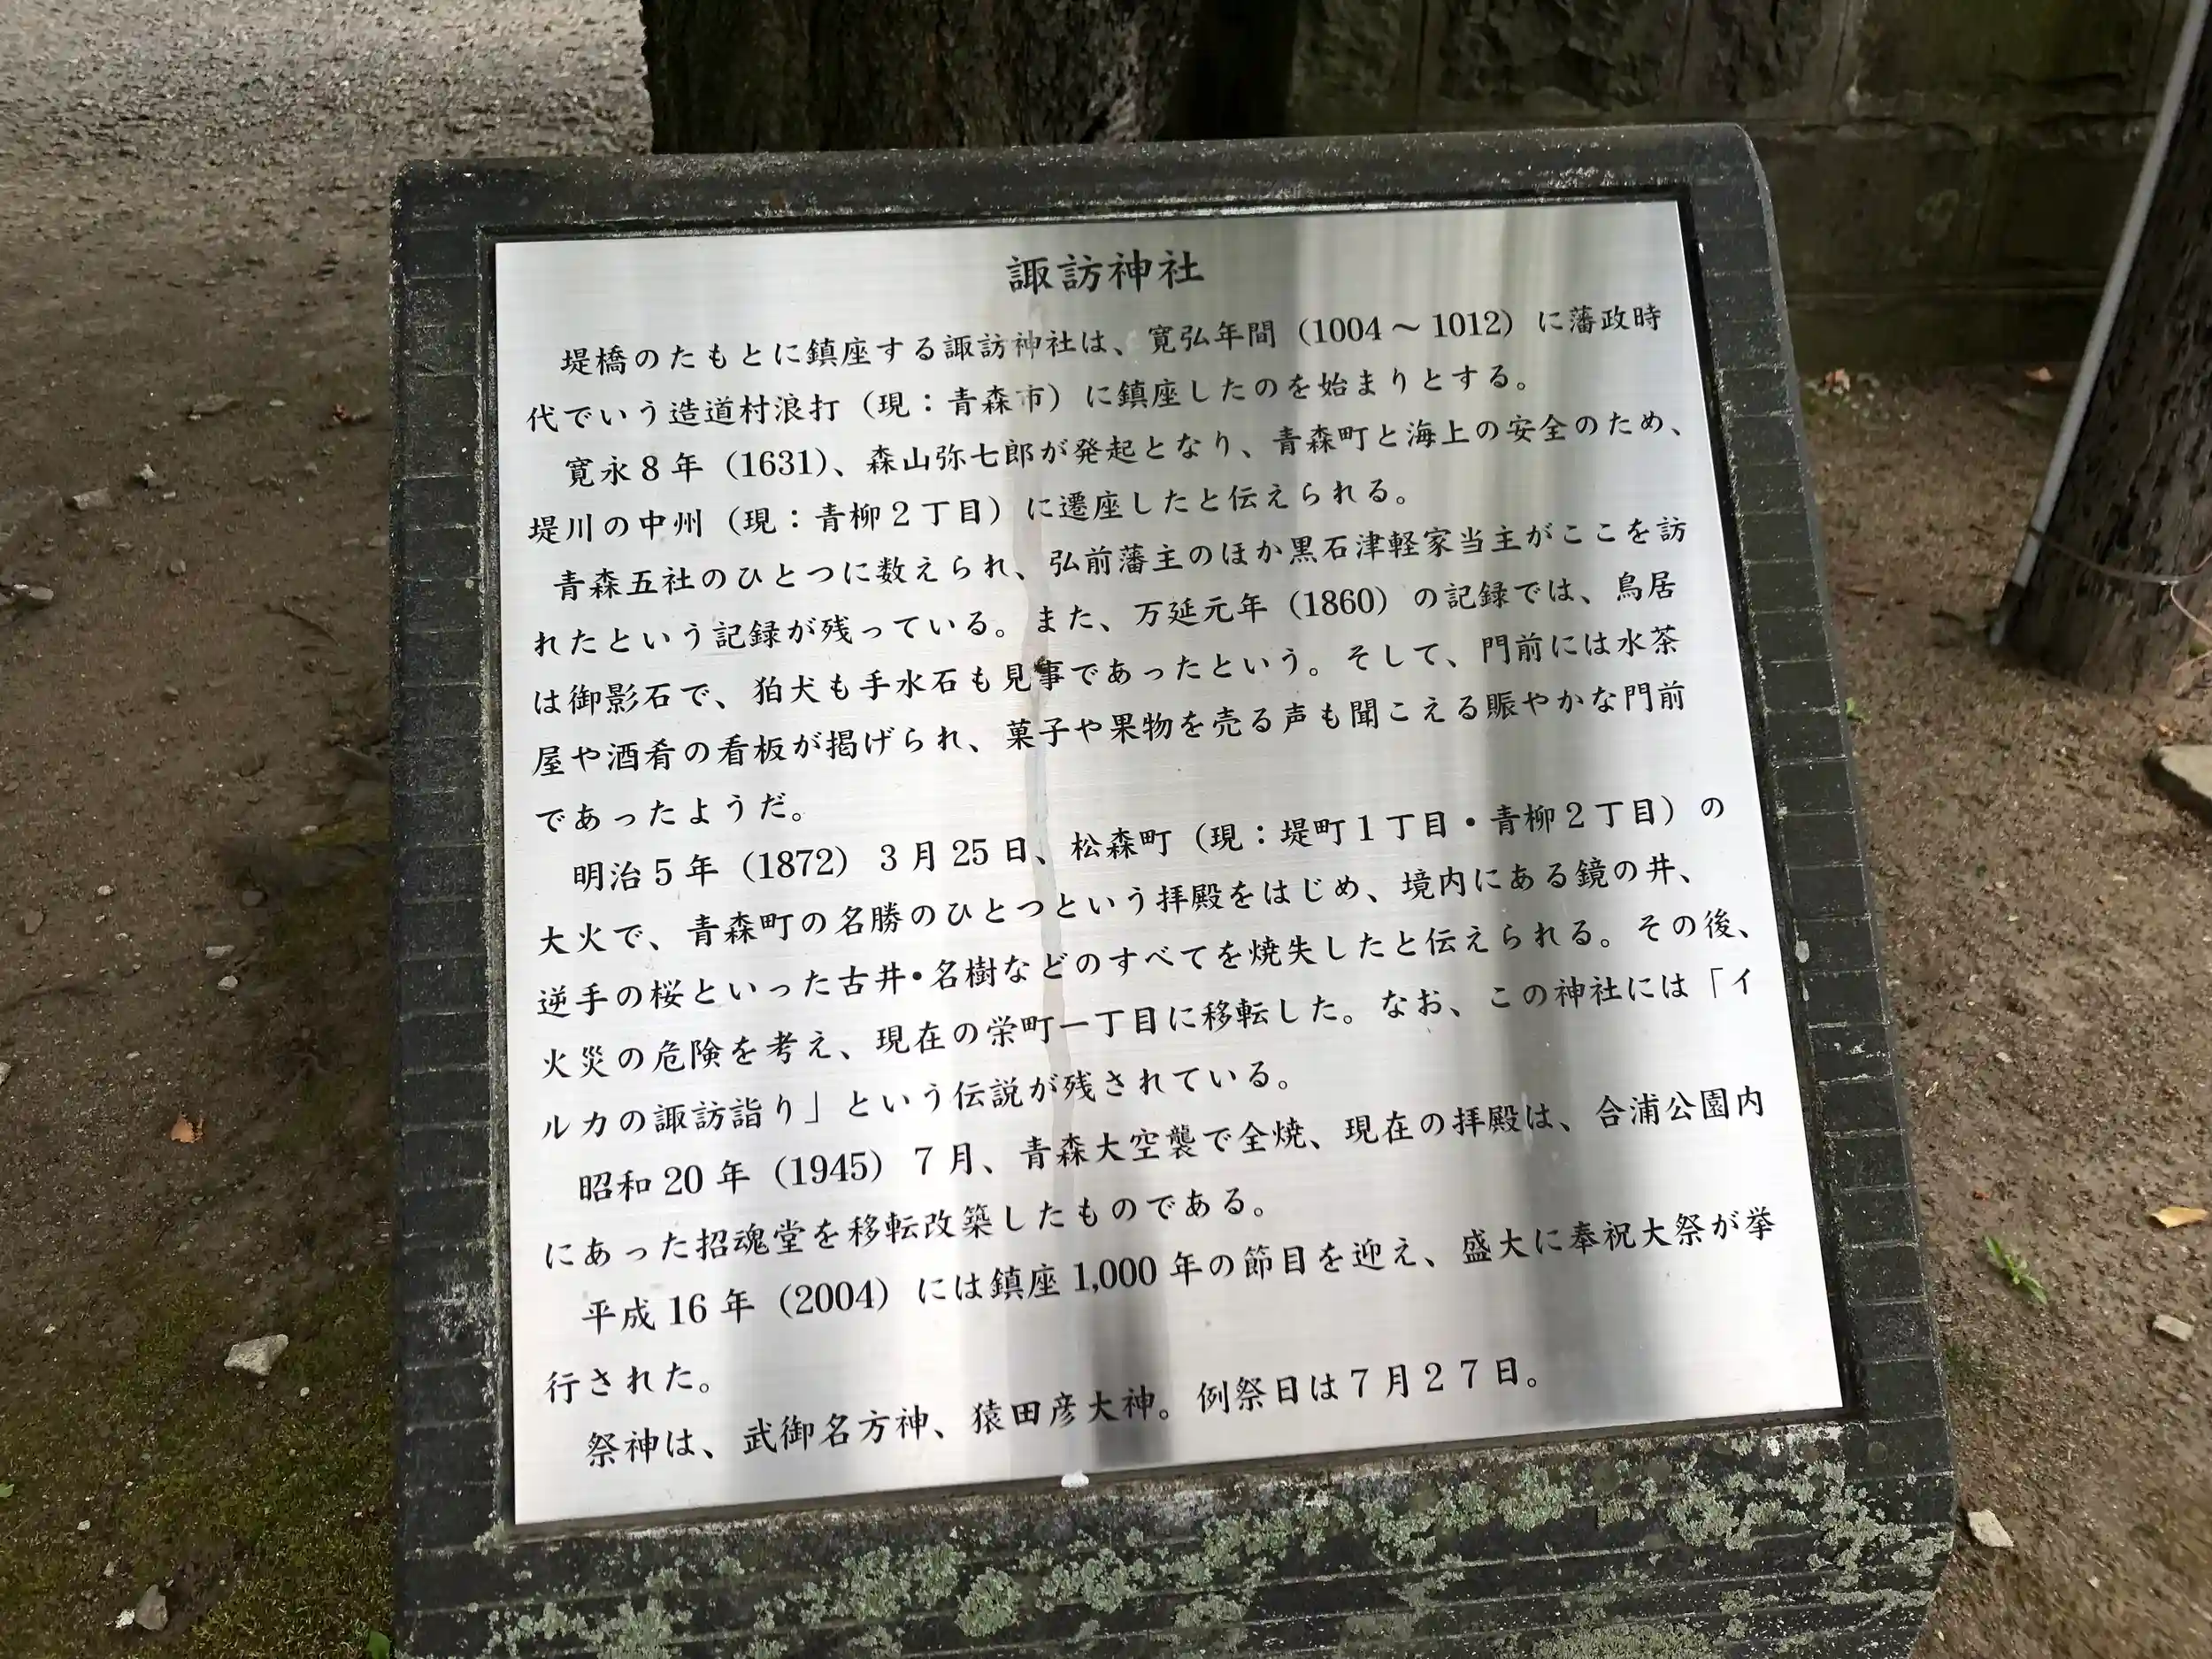 諏訪神社
堤橋のたもとに鎮座する諏訪神社は、寛弘年間（1004～1012）に藩政時
代でいう造道村浪打（現：青森市）に鎮座したのを始まりとする。
寛永8年（1631）、森山弥七郎が発起となり、青森町と海上の安全のため、
堤川の中州（現：青柳2丁目）に遷座したと伝えられる。
青森五社のひとつに数えられ、弘前藩主のほか黒石津軽家当主がここを訪
れたという記録が残っている。また、万延元年（1860）の記録では、鳥居
は御影石で、狛犬も手水石も見事であったという。そして、門前には水茶
屋や酒肴の看板が掲げられ、菓子や果物を売る声も聞こえる賑やかな門前
であったようだ。
明治5年（1872）3月25日、松森町（現：堤町1丁目・青柳2丁目）の
大火で、青森町の名勝のひとつという拝殿をはじめ、境内にある鏡の井、
逆手の桜といった古井・名樹などのすべてを焼失したと伝えられる。その後、
火災の危険を考え、現在の栄町一丁目に移転した。なお、この神社には「イ
ルカの諏訪詣り」という伝説が残されている。
昭和20年（1945）7月、青森大空襲で全焼、現在の拝殿は、合浦公園内
にあった招魂堂を移転改築したものである。
平成16年（2004）には鎮座1,000年の節目を迎え、盛大に奉祝大祭が挙
行された。
祭神は、武御名方神、猿田彦大神。例祭日は7月27日。